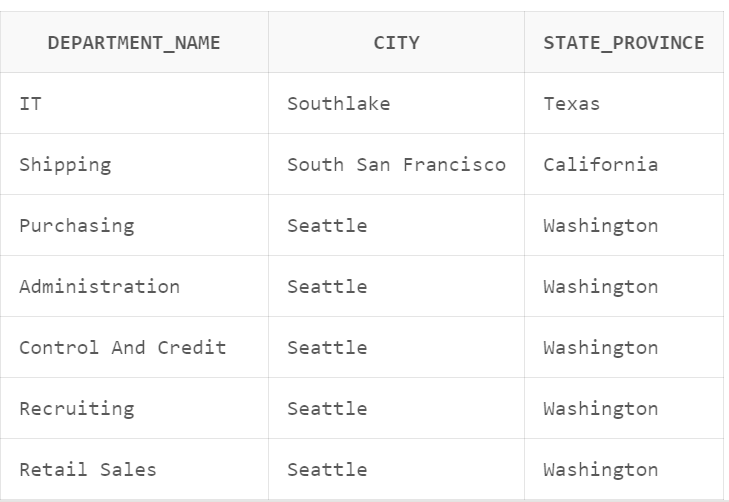 DEPARTMENT_NAME CITY STATE_PROVINCE
IT Southlake Texas
Shipping South San Francisco California
Purchasing Seattle Washington
Administration Seattle Washington
Control And Credit Seattle Washington
Recruiting Seattle Washington
Retail Sales Seattle Washington